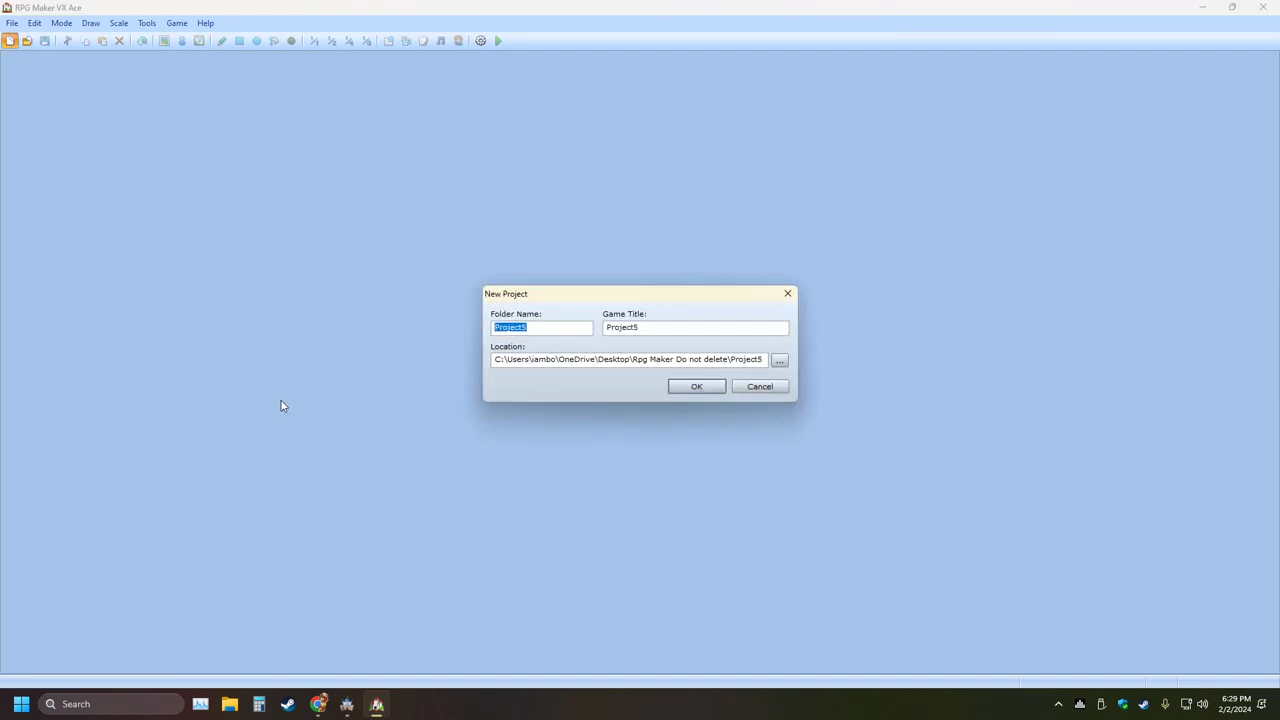 RPG Maker VX Ace
File Edit Mode Draw Scale Tools Game Help
New Project
Folder Name: Game Title:
Project5 Project5
Location:
C:\Users\iambo\OneDrive\Desktop\Rpg Maker Do not delete\Project5 ...
OK Cancel
Search
6:29 PM
2/2/2024